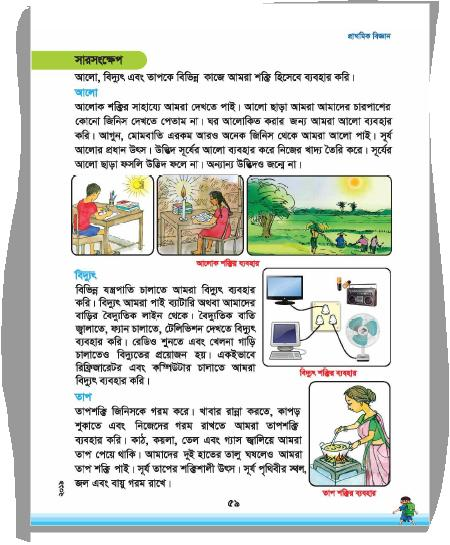 প্রাথমিক বিজ্ঞান
সারসংক্ষেপ
আলো, বিদ্যুৎ এবং তাপকে বিভিন্ন কাজে আমরা শক্তি হিসেবে ব্যবহার করি।
আলো
আলোক শক্তির সাহায্যে আমরা দেখতে পাই। আলো ছাড়া আমরা আমাদের চারপাশের
কোনো জিনিস দেখতে পেতাম না। ঘর আলোকিত করার জন্য আমরা আলো ব্যবহার
করি। আগুন, মোমবাতি এরকম আরও অনেক জিনিস থেকে আমরা আলো পাই। সূর্য
আলোর প্রধান উৎস। উদ্ভিদ সূর্যের আলো ব্যবহার করে নিজের খাদ্য তৈরি করে। সূর্যের
আলো ছাড়া ফসলি উদ্ভিদ ফলে না। অন্যান্য উদ্ভিদও জন্মে না।
আলোক শক্তির ব্যবহার
বিদ্যুৎ
বিভিন্ন যন্ত্রপাতি চালাতে আমরা বিদ্যুৎ ব্যবহার
করি। বিদ্যুৎ আমরা পাই ব্যাটারি অথবা আমাদের
বাড়ির বৈদ্যুতিক লাইন থেকে। বৈদ্যুতিক বাতি
জ্বালাতে, ফ্যান চালাতে, টেলিভিশন দেখতে বিদ্যুৎ
ব্যবহার করি। রেডিও শুনতে এবং খেলনা গাড়ি
চালাতেও বিদ্যুতের প্রয়োজন হয়। একইভাবে
রিফ্রিজারেটর এবং কম্পিউটার চালাতে আমরা
বিদ্যুৎ ব্যবহার করি।
বিদ্যুৎ শক্তির ব্যবহার
তাপ
তাপশক্তি জিনিসকে গরম করে। খাবার রান্না করতে, কাপড়
শুকাতে এবং নিজেদের গরম রাখতে আমরা তাপশক্তি
ব্যবহার করি। কাঠ, কয়লা, তেল এবং গ্যাস জ্বালিয়ে আমরা
তাপ পেয়ে থাকি। আমাদের দুই হাতের তালু ঘষলেও আমরা
তাপ শক্তি পাই। সূর্য তাপের শক্তিশালী উৎস। সূর্য পৃথিবীর স্থল,
জল এবং বায়ু গরম রাখে।
তাপ শক্তির ব্যবহার
২০১৯
৫৯